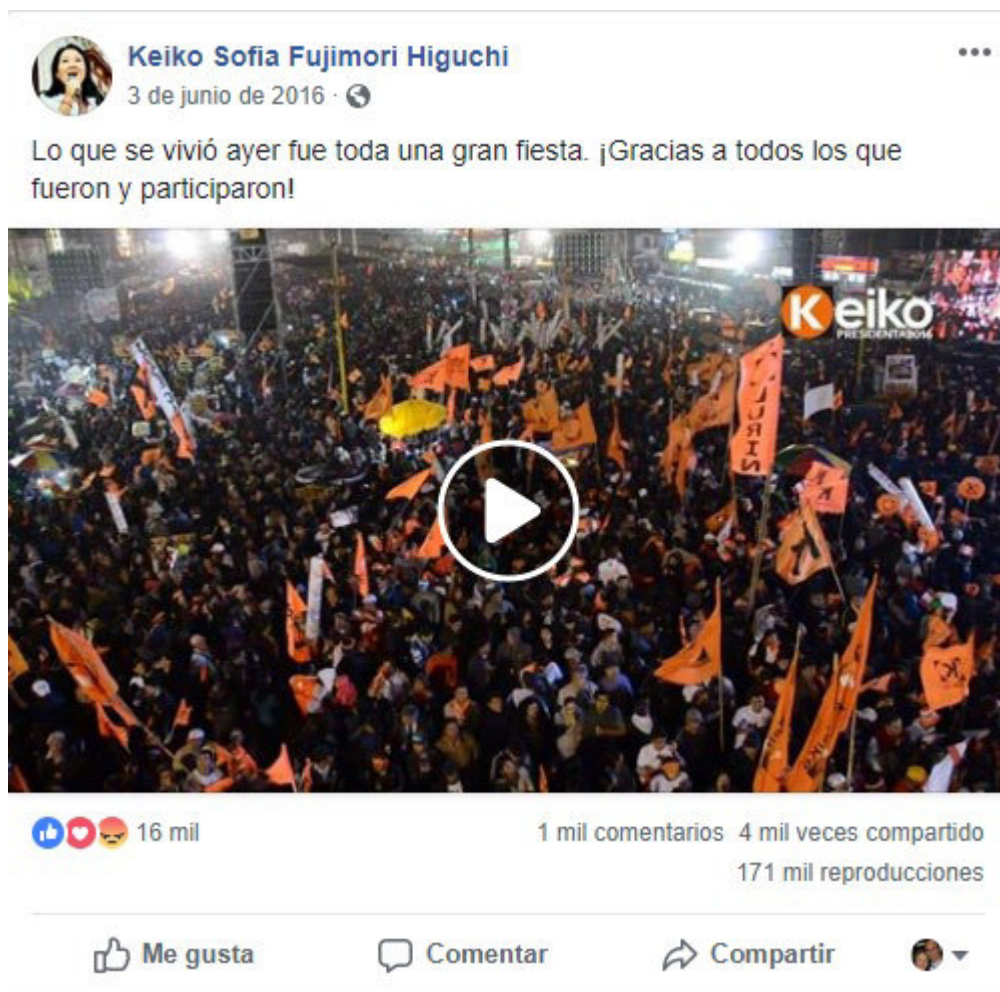 Keiko Sofia Fujimori Higuchi
3 de junio de 2016
Lo que se vivió ayer fue toda una gran fiesta. ¡Gracias a todos los que
fueron y participaron!
Keiko
PRESIDENTA2016
LURIN
K
16 mil
1 mil comentarios 4 mil veces compartido
171 mil reproducciones
Me gusta
Comentar
Compartir